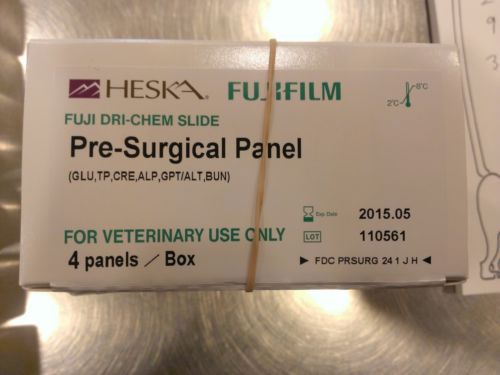 HESKA® FUJIFILM
2℃ 8℃
FUJI DRI-CHEM SLIDE
Pre-Surgical Panel
(GLU,TP,CRE,ALP,GPT/ALT,BUN)
Exp. Date 2015.05
FOR VETERINARY USE ONLY
LOT 110561
4 panels / Box
► FDC PRSURG 24 1 J H ◄